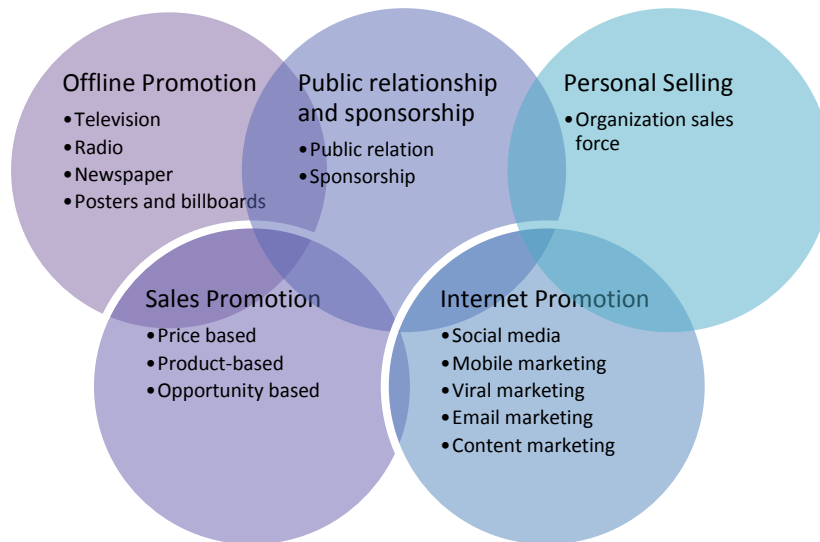 Offline Promotion
•Television
•Radio
•Newspaper
•Posters and billboards
Public relationship
and sponsorship
•Public relation
•Sponsorship
Personal Selling
•Organization sales
force
Sales Promotion
•Price based
•Product-based
•Opportunity based
Internet Promotion
•Social media
•Mobile marketing
•Viral marketing
•Email marketing
•Content marketing